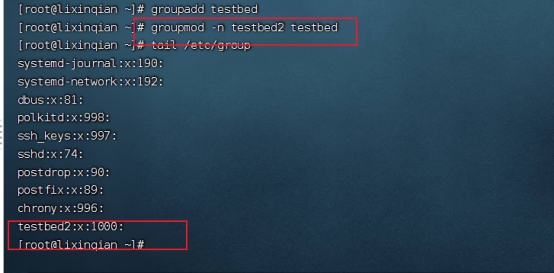 [root@lixinqian ~]# groupadd testbed
[root@lixinqian ~]# groupmod -n testbed2 testbed
[root@lixinqian ~]# tail /etc/group
systemd-journal:x:190:
systemd-network:x:192:
dbus:x:81:
polkitd:x:998:
ssh_keys:x:997:
sshd:x:74:
postdrop:x:90:
postfix:x:89:
chrony:x:996:
testbed2:x:1000:
[root@lixinqian ~]#